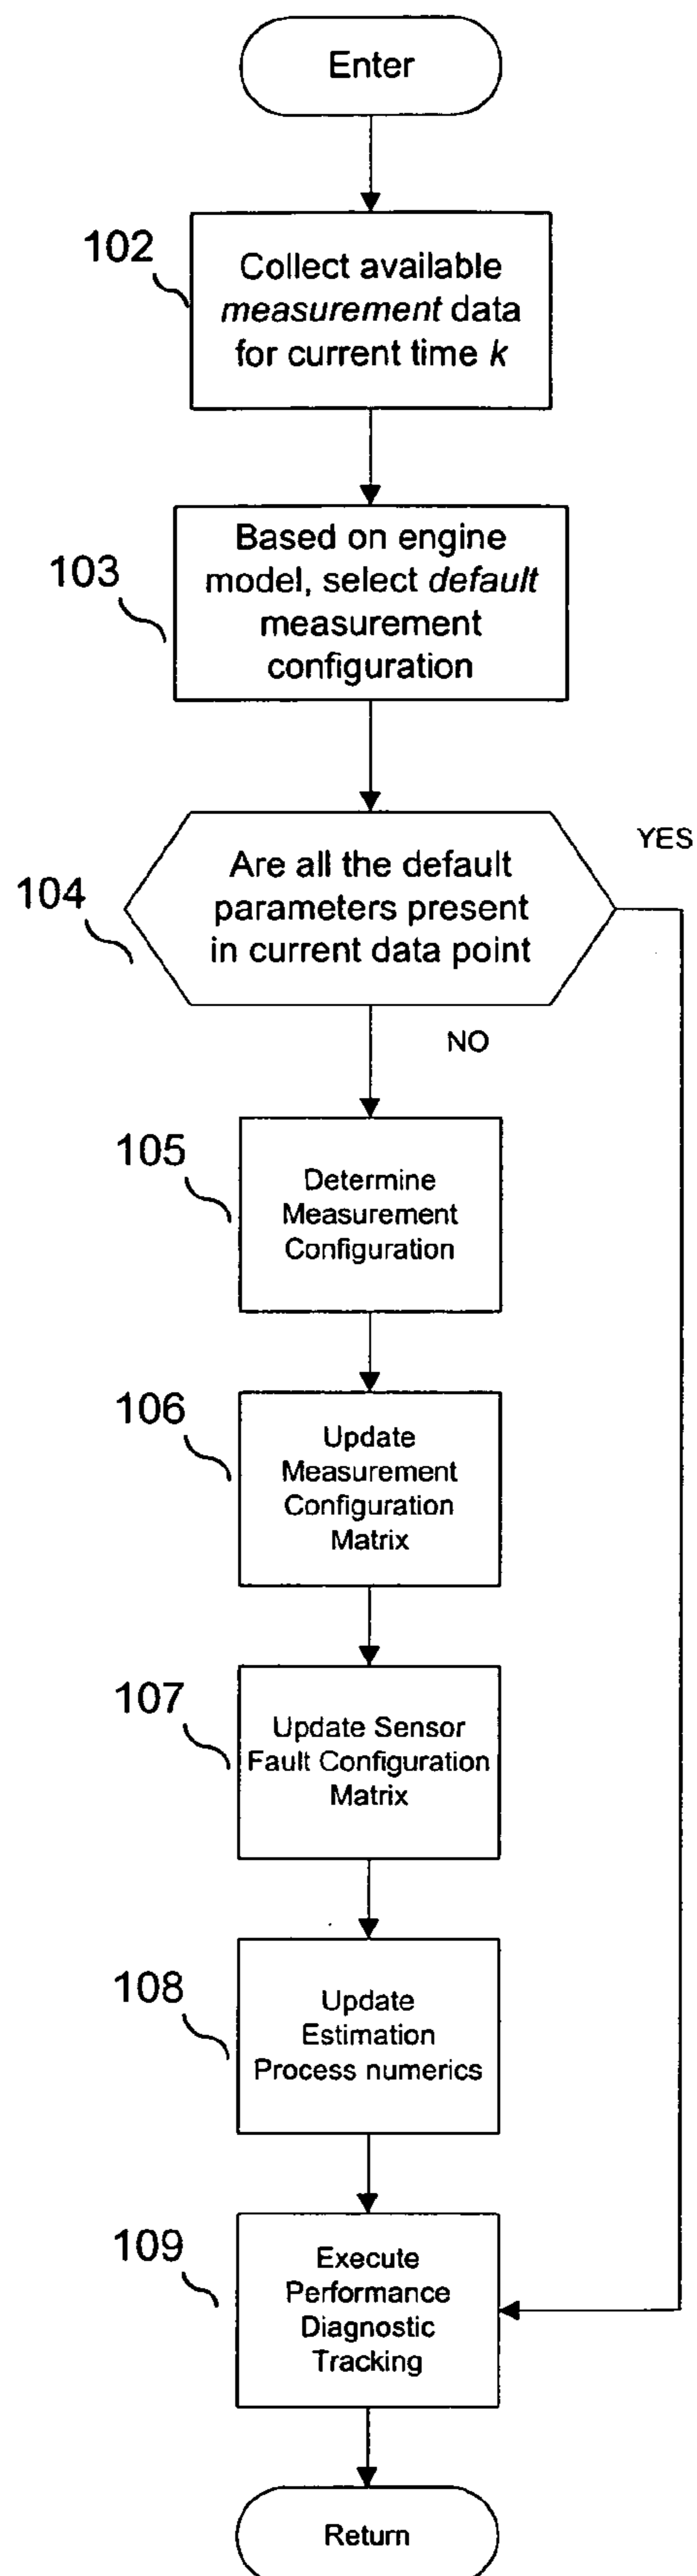 Enter
102
Collect available
measurement data
for current time k
103
Based on engine
model, select default
measurement
configuration
YES
104
Are all the default
parameters present
in current data point
NO
105
Determine
Measurement
Configuration
106
Update
Measurement
Configuration
Matrix
107
Update Sensor
Fault Configuration
Matrix
108
Update
Estimation
Process numerics
109
Execute
Performance
Diagnostic
Tracking
Return